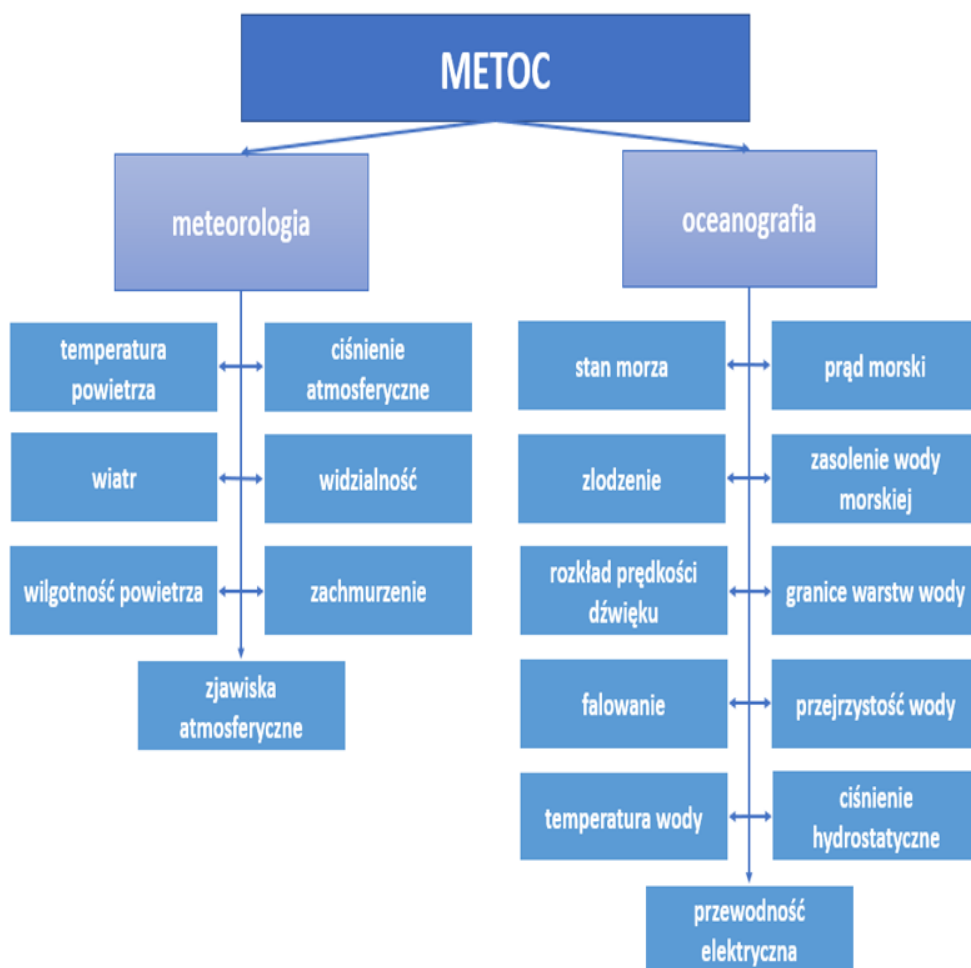 METOC
meteorologia
oceanografia
temperatura
powietrza
ciśnienie
atmosferyczne
wiatr
widzialność
wilgotność powietrza
zachmurzenie
zjawiska
atmosferyczne
stan morza
prąd morski
zlodzenie
zasolenie wody
morskiej
rozkład prędkości
dźwięku
granice warstw wody
falowanie
przejrzystość wody
temperatura wody
ciśnienie
hydrostatyczne
przewodność
elektryczna